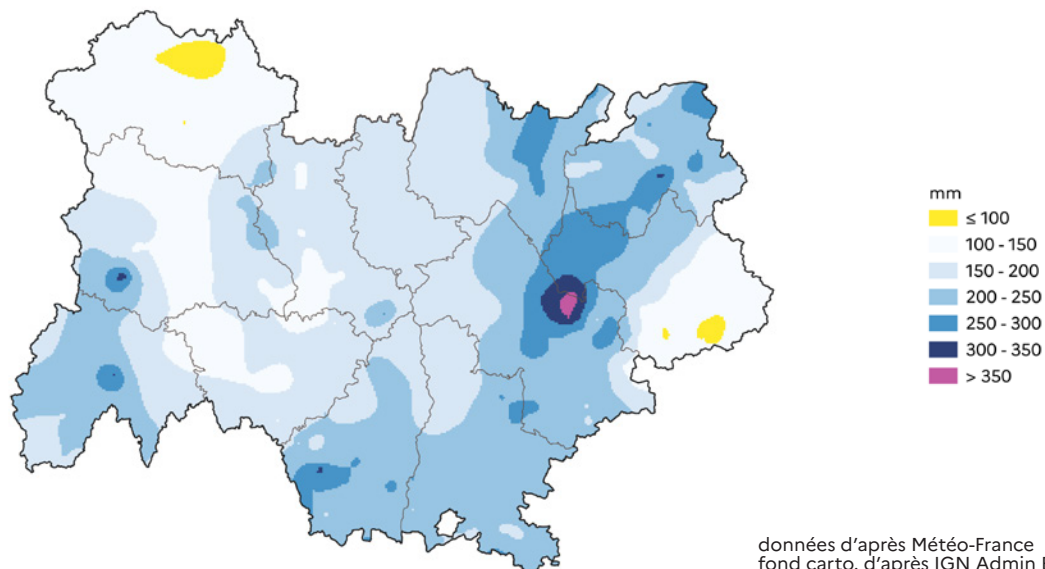 mm
≤ 100
100 - 150
150 - 200
200 - 250
250 - 300
300 - 350
> 350
données d'après Météo-France
fond carto. d'après IGN Admin